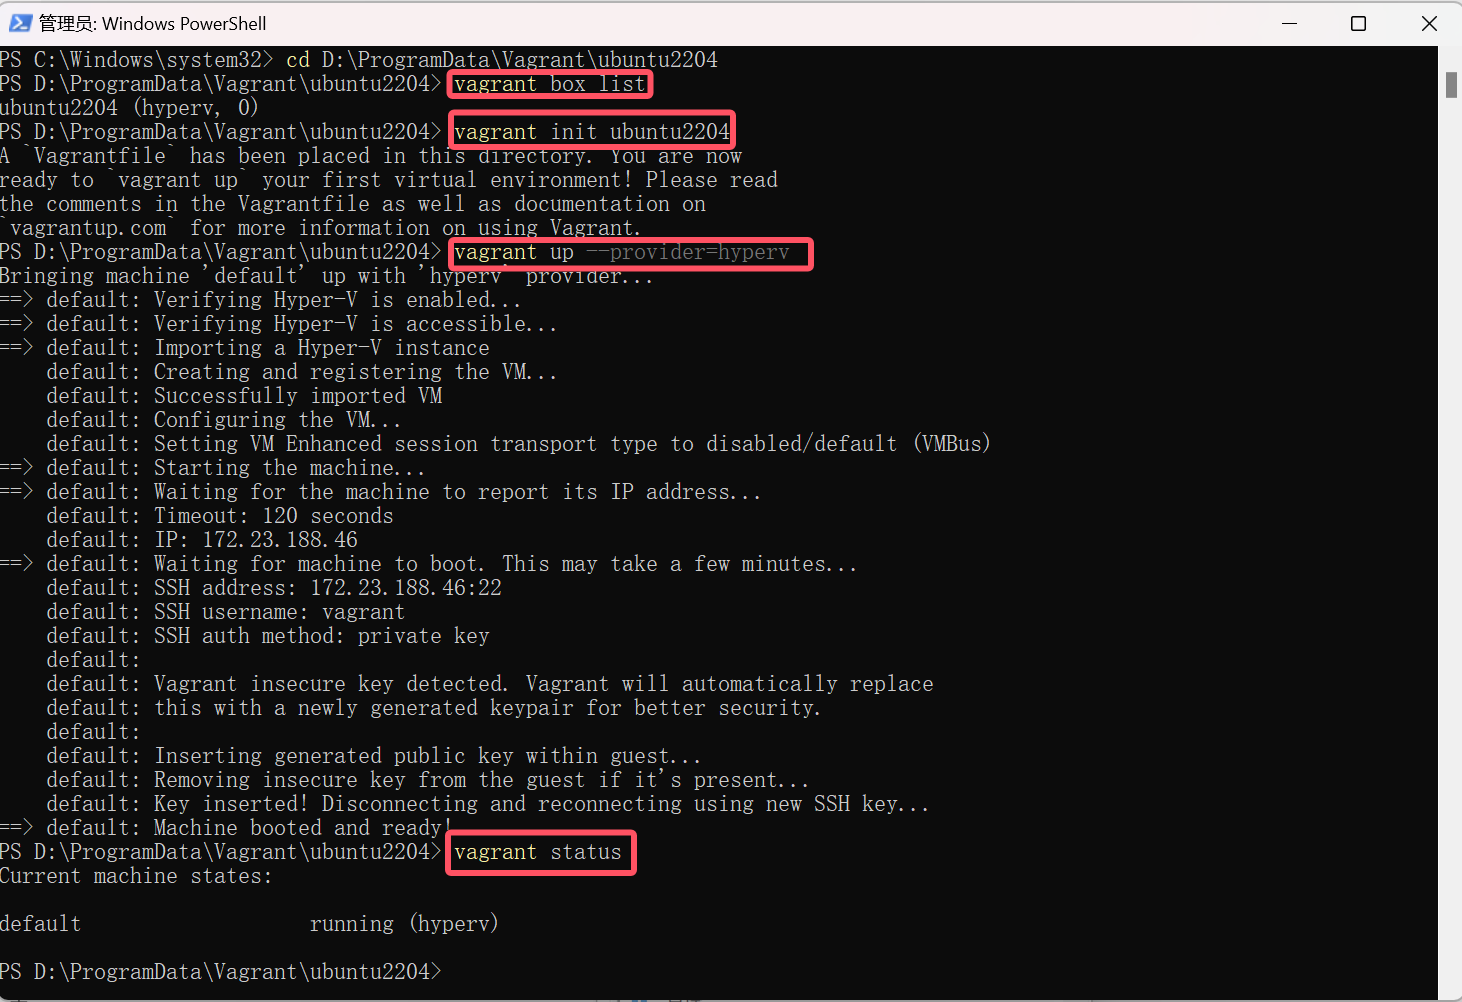 管理员: Windows PowerShell
PS C:\Windows\system32> cd D:\ProgramData\Vagrant\ubuntu2204
PS D:\ProgramData\Vagrant\ubuntu2204> vagrant box list
ubuntu2204 (hyperv, 0)
PS D:\ProgramData\Vagrant\ubuntu2204> vagrant init ubuntu2204
A `Vagrantfile` has been placed in this directory. You are now
ready to `vagrant up` your first virtual environment! Please read
the comments in the Vagrantfile as well as documentation on
`vagrantup.com` for more information on using Vagrant.
PS D:\ProgramData\Vagrant\ubuntu2204> vagrant up --provider=hyperv
Bringing machine 'default' up with 'hyperv' provider...
==> default: Verifying Hyper-V is enabled...
==> default: Verifying Hyper-V is accessible...
==> default: Importing a Hyper-V instance
    default: Creating and registering the VM...
    default: Successfully imported VM
    default: Configuring the VM...
    default: Setting VM Enhanced session transport type to disabled/default (VMBus)
==> default: Starting the machine...
==> default: Waiting for the machine to report its IP address...
    default: Timeout: 120 seconds
    default: IP: 172.23.188.46
==> default: Waiting for machine to boot. This may take a few minutes...
    default: SSH address: 172.23.188.46:22
    default: SSH username: vagrant
    default: SSH auth method: private key
    default:
    default: Vagrant insecure key detected. Vagrant will automatically replace
    default: this with a newly generated keypair for better security.
    default:
    default: Inserting generated public key within guest...
    default: Removing insecure key from the guest if it's present...
    default: Key inserted! Disconnecting and reconnecting using new SSH key...
==> default: Machine booted and ready!
PS D:\ProgramData\Vagrant\ubuntu2204> vagrant status
Current machine states:
default                   running (hyperv)
PS D:\ProgramData\Vagrant\ubuntu2204>